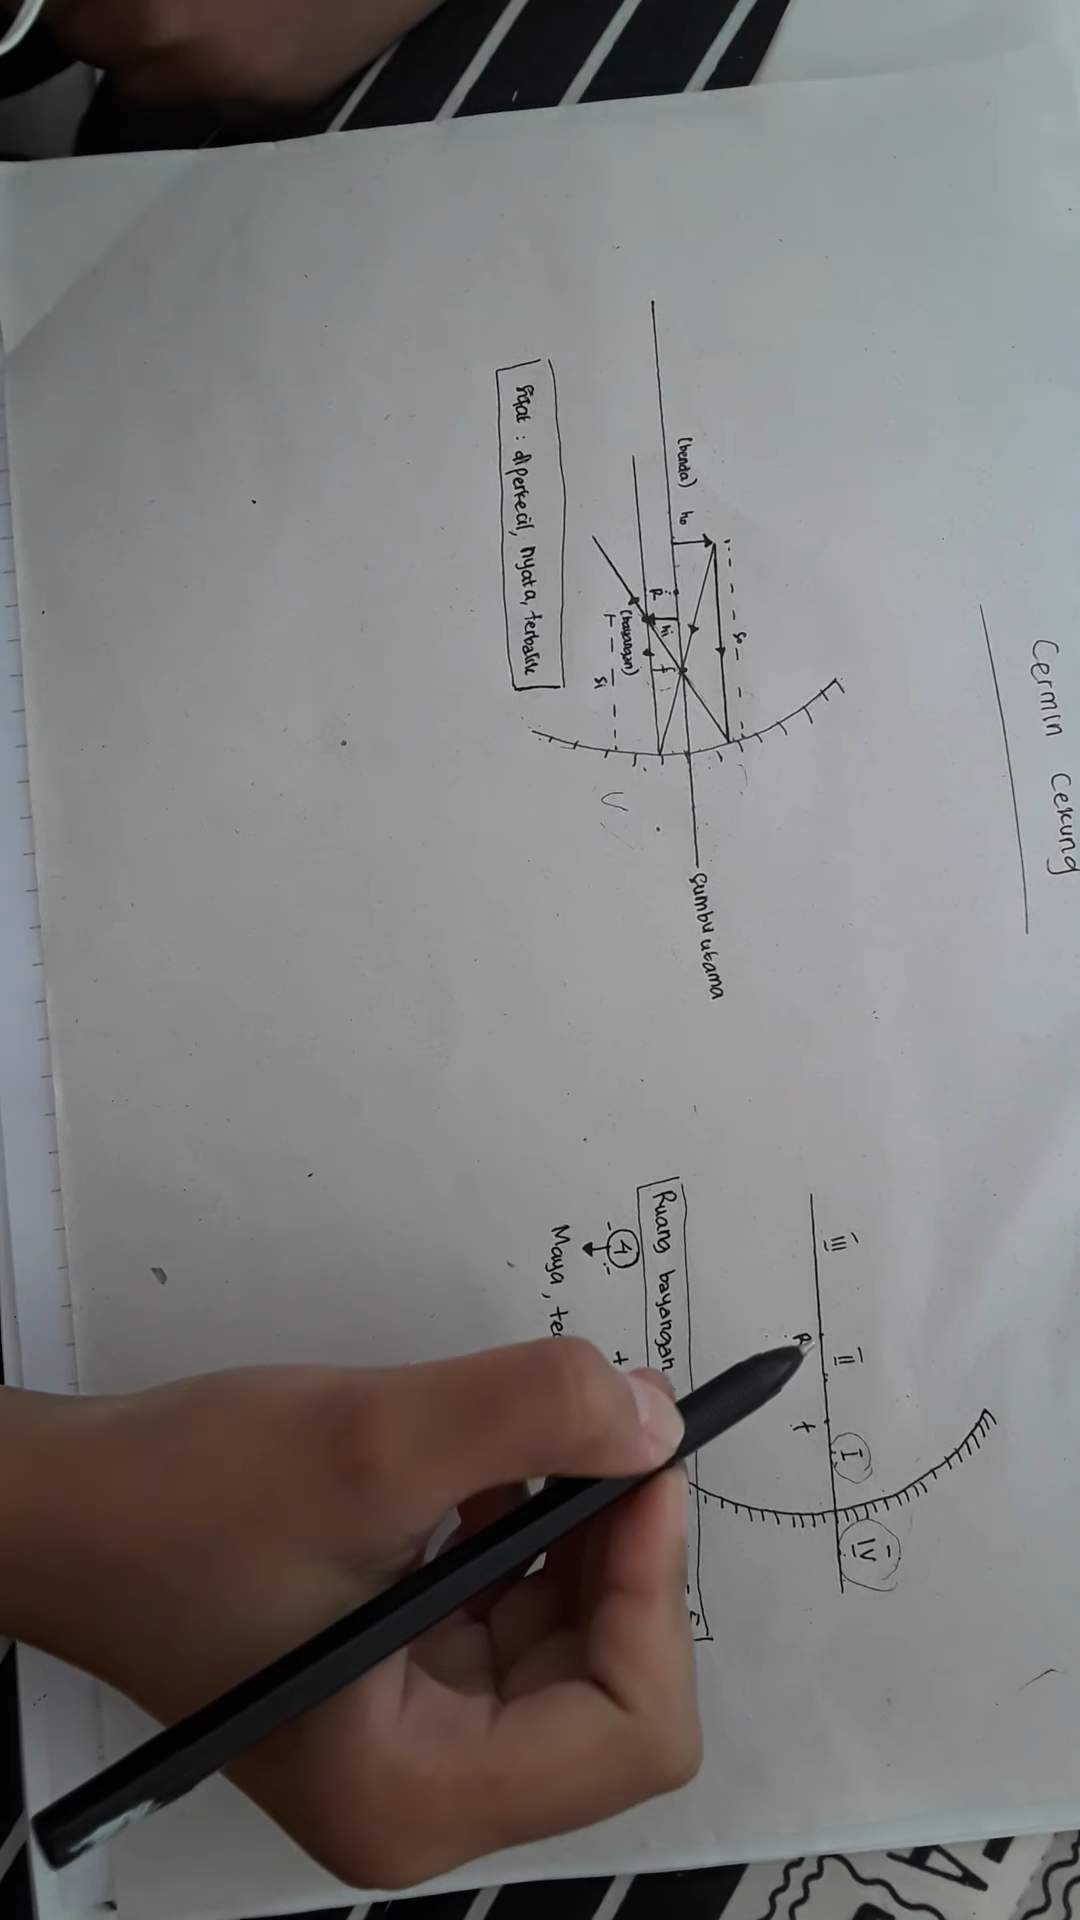 Cermin cekung
So
(benda) ho
R
hi
f
(bayangan)
si
sumbu utama
sifat : diperkecil, nyata, terbalik
III II I IV
R f
Ruang bayangan
4 +
Maya,